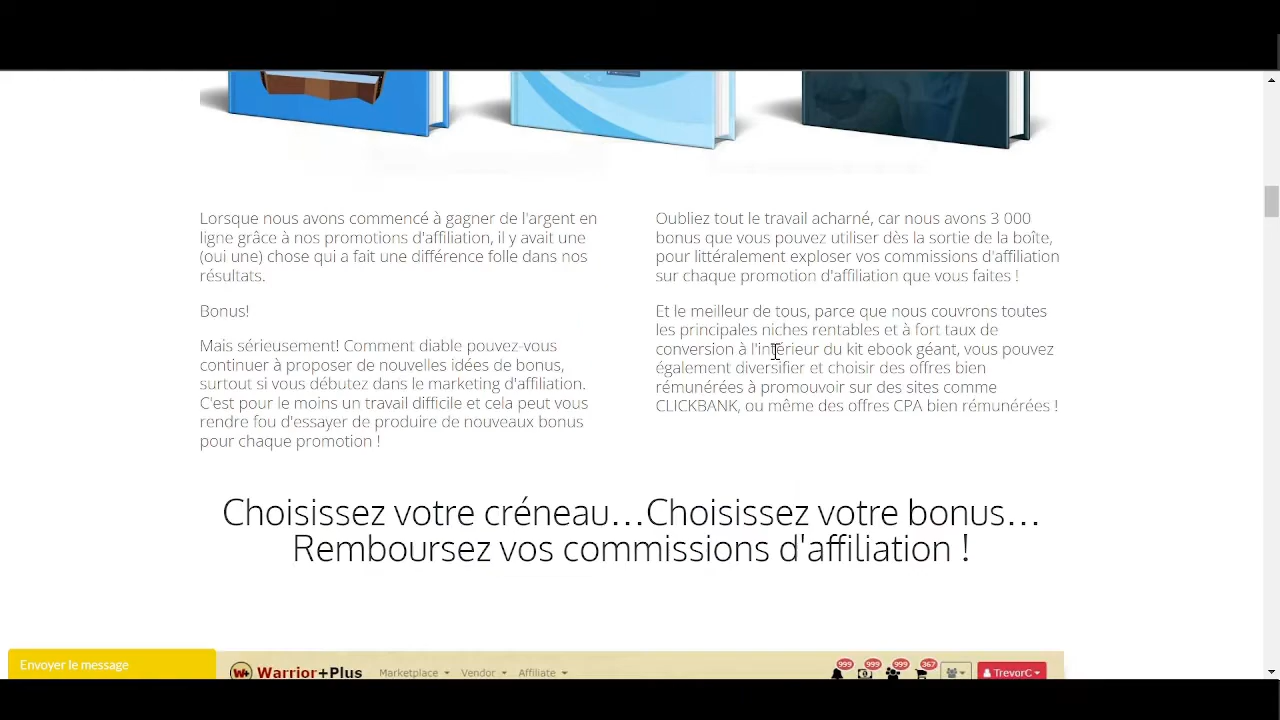 Lorsque nous avons commencé à gagner de l'argent en
ligne grâce à nos promotions d'affiliation, il y avait une
(oui une) chose qui a fait une différence folle dans nos
résultats.
Bonus!
Mais sérieusement! Comment diable pouvez-vous
continuer à proposer de nouvelles idées de bonus,
surtout si vous débutez dans le marketing d'affiliation.
C'est pour le moins un travail difficile et cela peut vous
rendre fou d'essayer de produire de nouveaux bonus
pour chaque promotion !
Oubliez tout le travail acharné, car nous avons 3 000
bonus que vous pouvez utiliser dès la sortie de la boîte,
pour littéralement exploser vos commissions d'affiliation
sur chaque promotion d'affiliation que vous faites !
Et le meilleur de tous, parce que nous couvrons toutes
les principales niches rentables et à fort taux de
conversion à l'intérieur du kit ebook géant, vous pouvez
également diversifier et choisir des offres bien
rémunérées à promouvoir sur des sites comme
CLICKBANK, ou même des offres CPA bien rémunérées !
Choisissez votre créneau...Choisissez votre bonus...
Remboursez vos commissions d'affiliation !
Envoyer le message
W+ Warrior+Plus Marketplace Vendor Affiliate 999 999 999 367 TrevorC